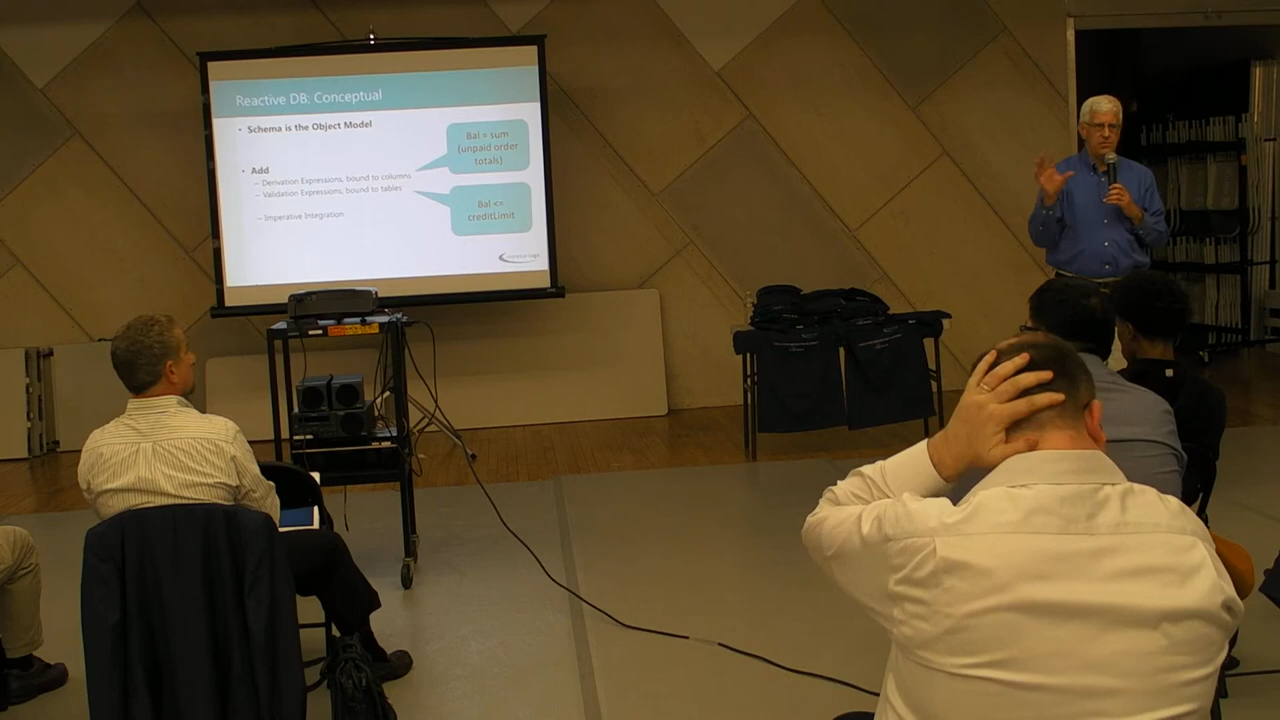 Reactive DB: Conceptual
• Schema is the Object Model
Bal = sum
(unpaid order
totals)
• Add
– Derivation Expressions, bound to columns
– Validation Expressions, bound to tables
Bal <=
creditLimit
– Imperative Integration